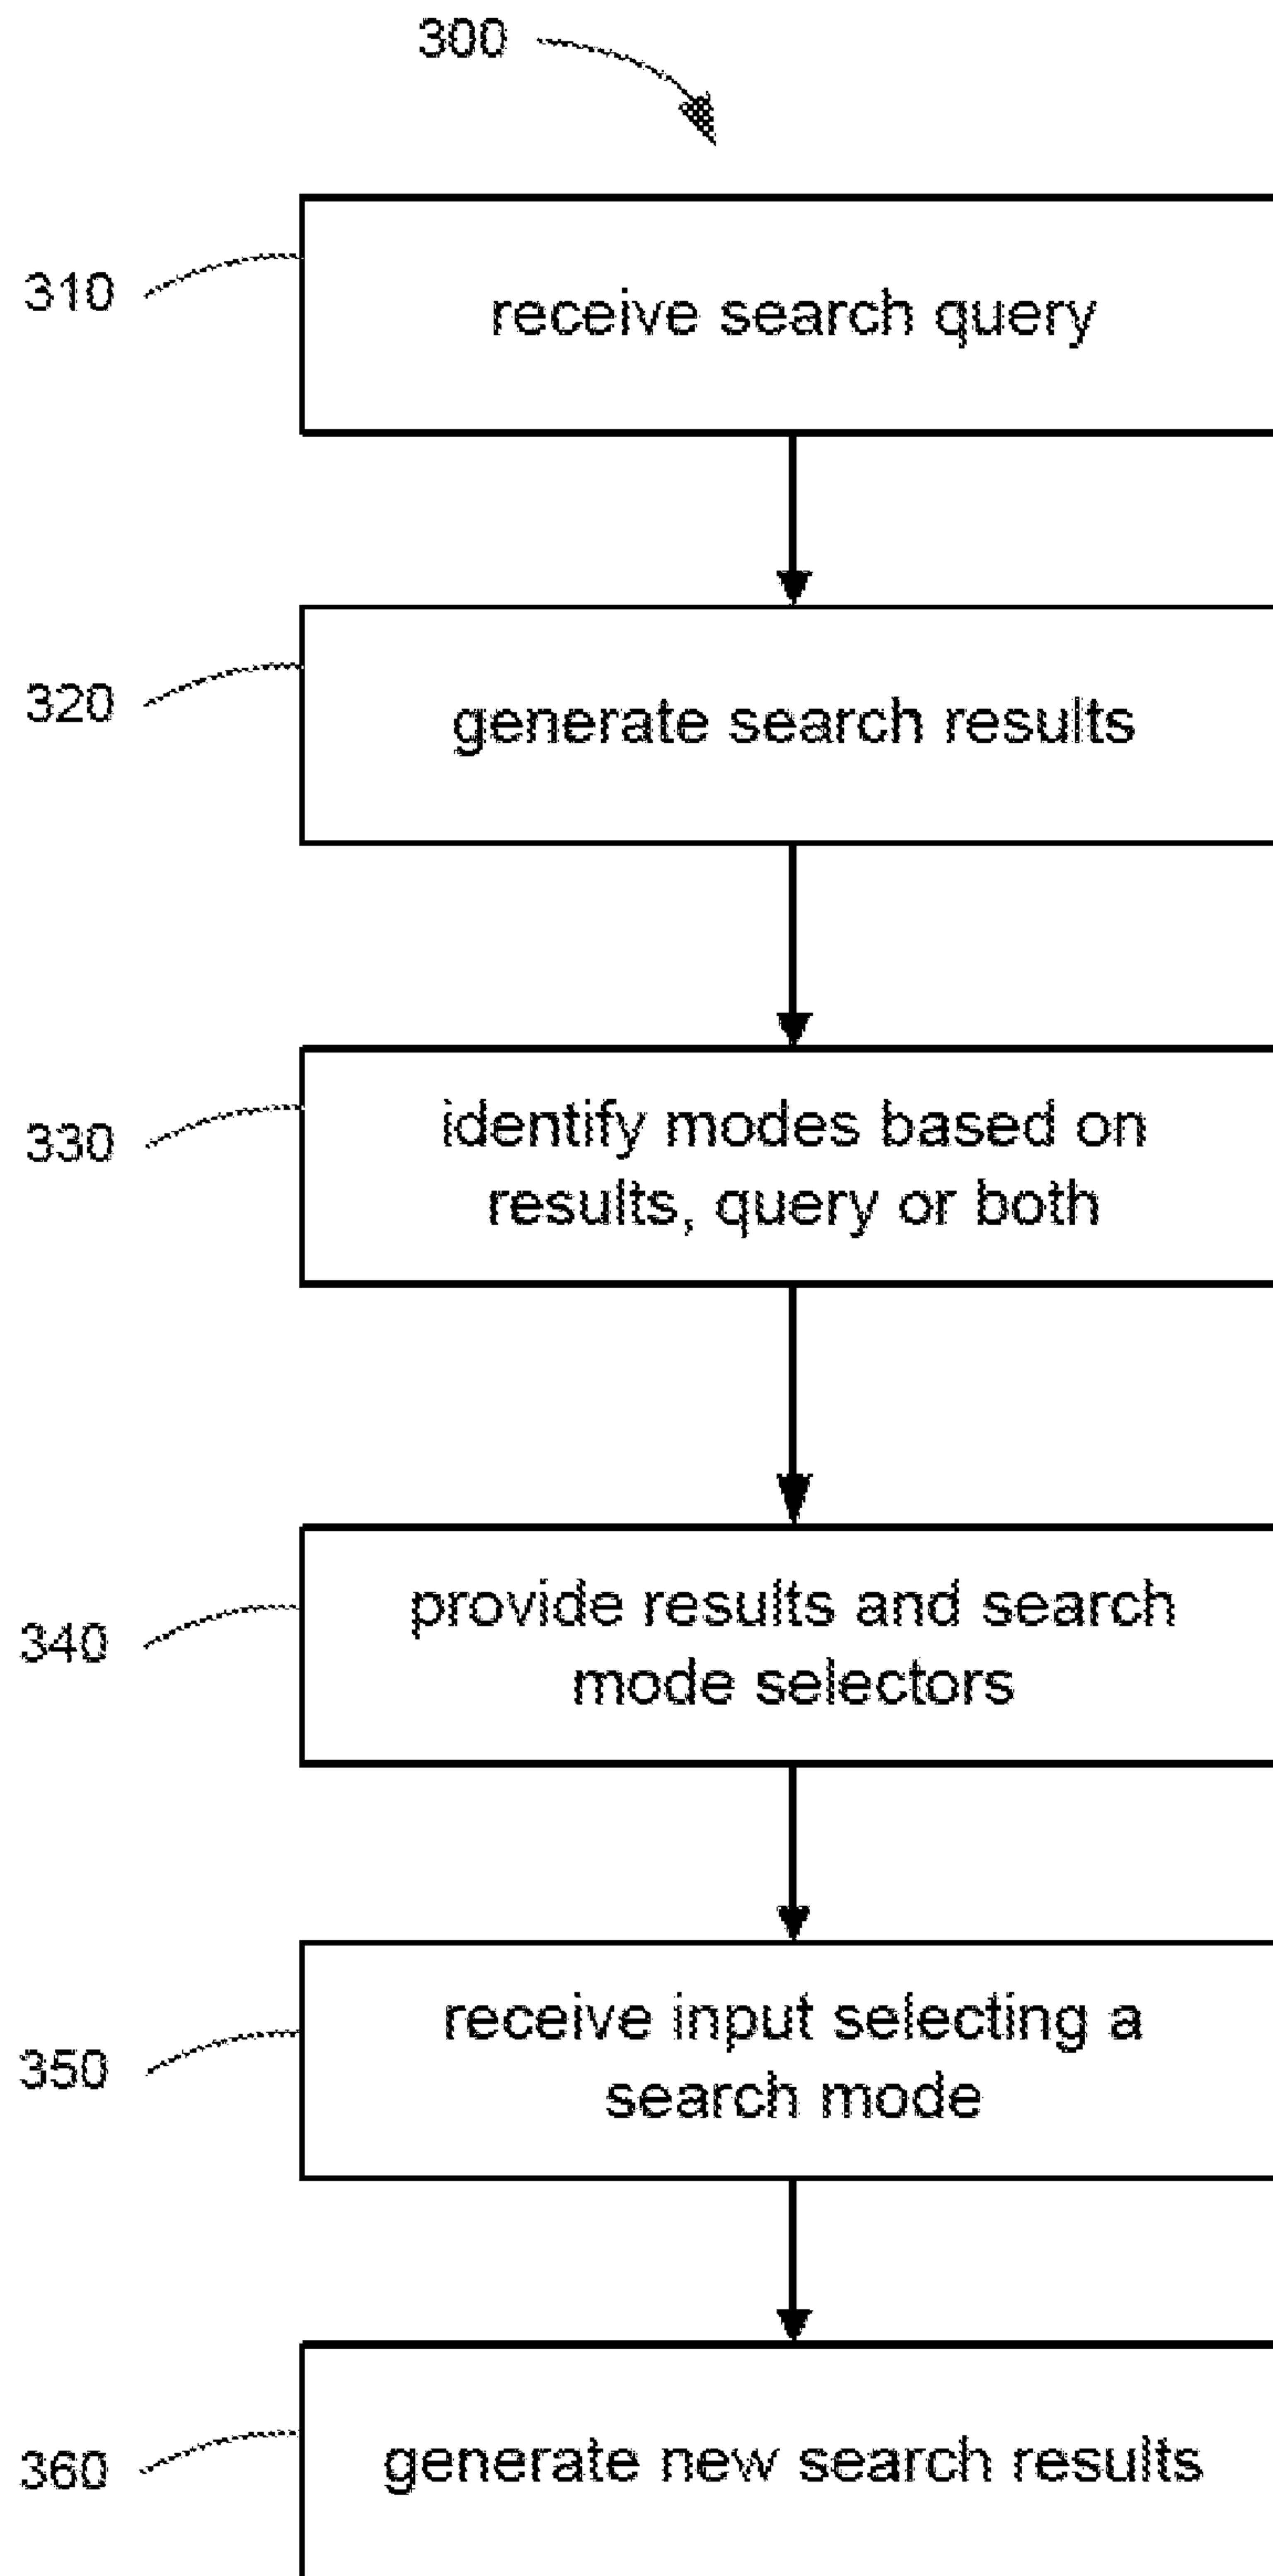 300
310
receive search query
320
generate search results
330
identify modes based on
results, query or both
340
provide results and search
mode selectors
350
receive input selecting a
search mode
360
generate new search results